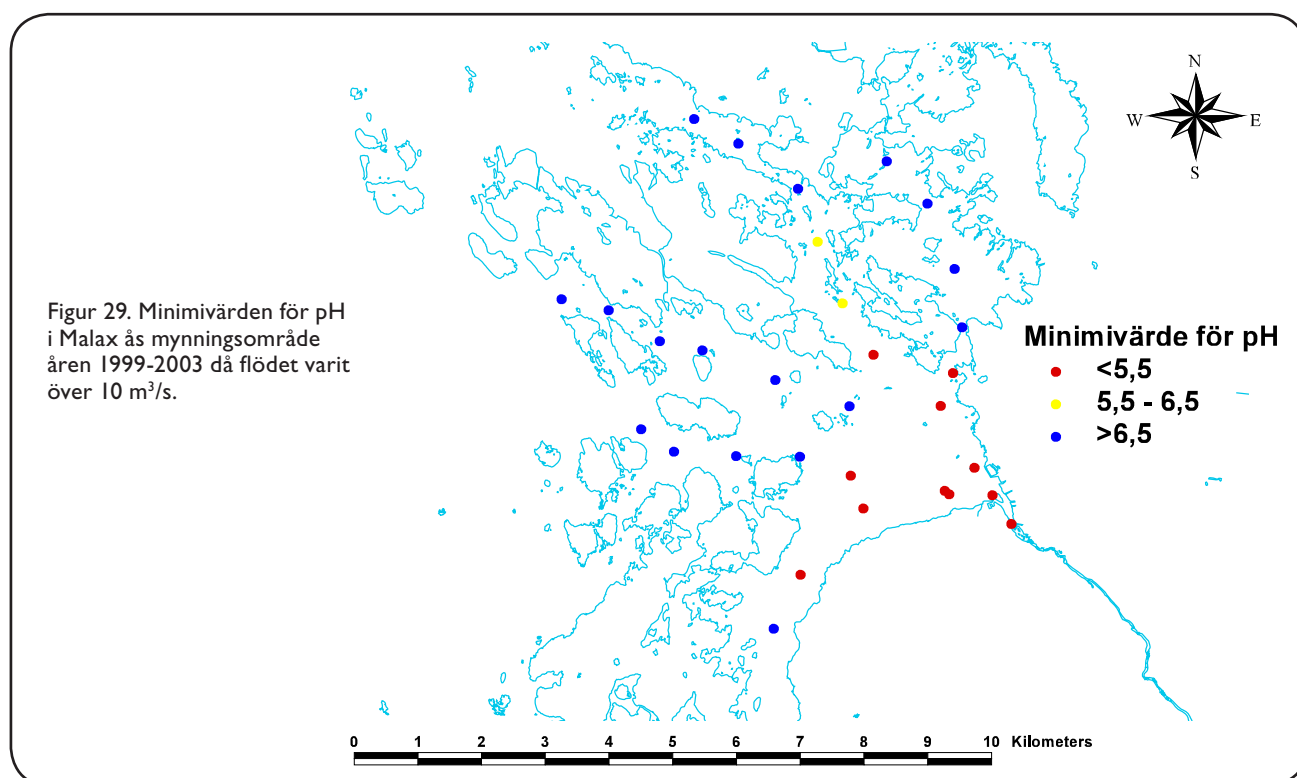 N
W E
S
Figur 29. Minimivärden för pH
i Malax ås mynningsområde
åren 1999-2003 då flödet varit
över 10 m³/s.
Minimivärde för pH
<5,5
5,5 - 6,5
>6,5
0 1 2 3 4 5 6 7 8 9 10 Kilometers